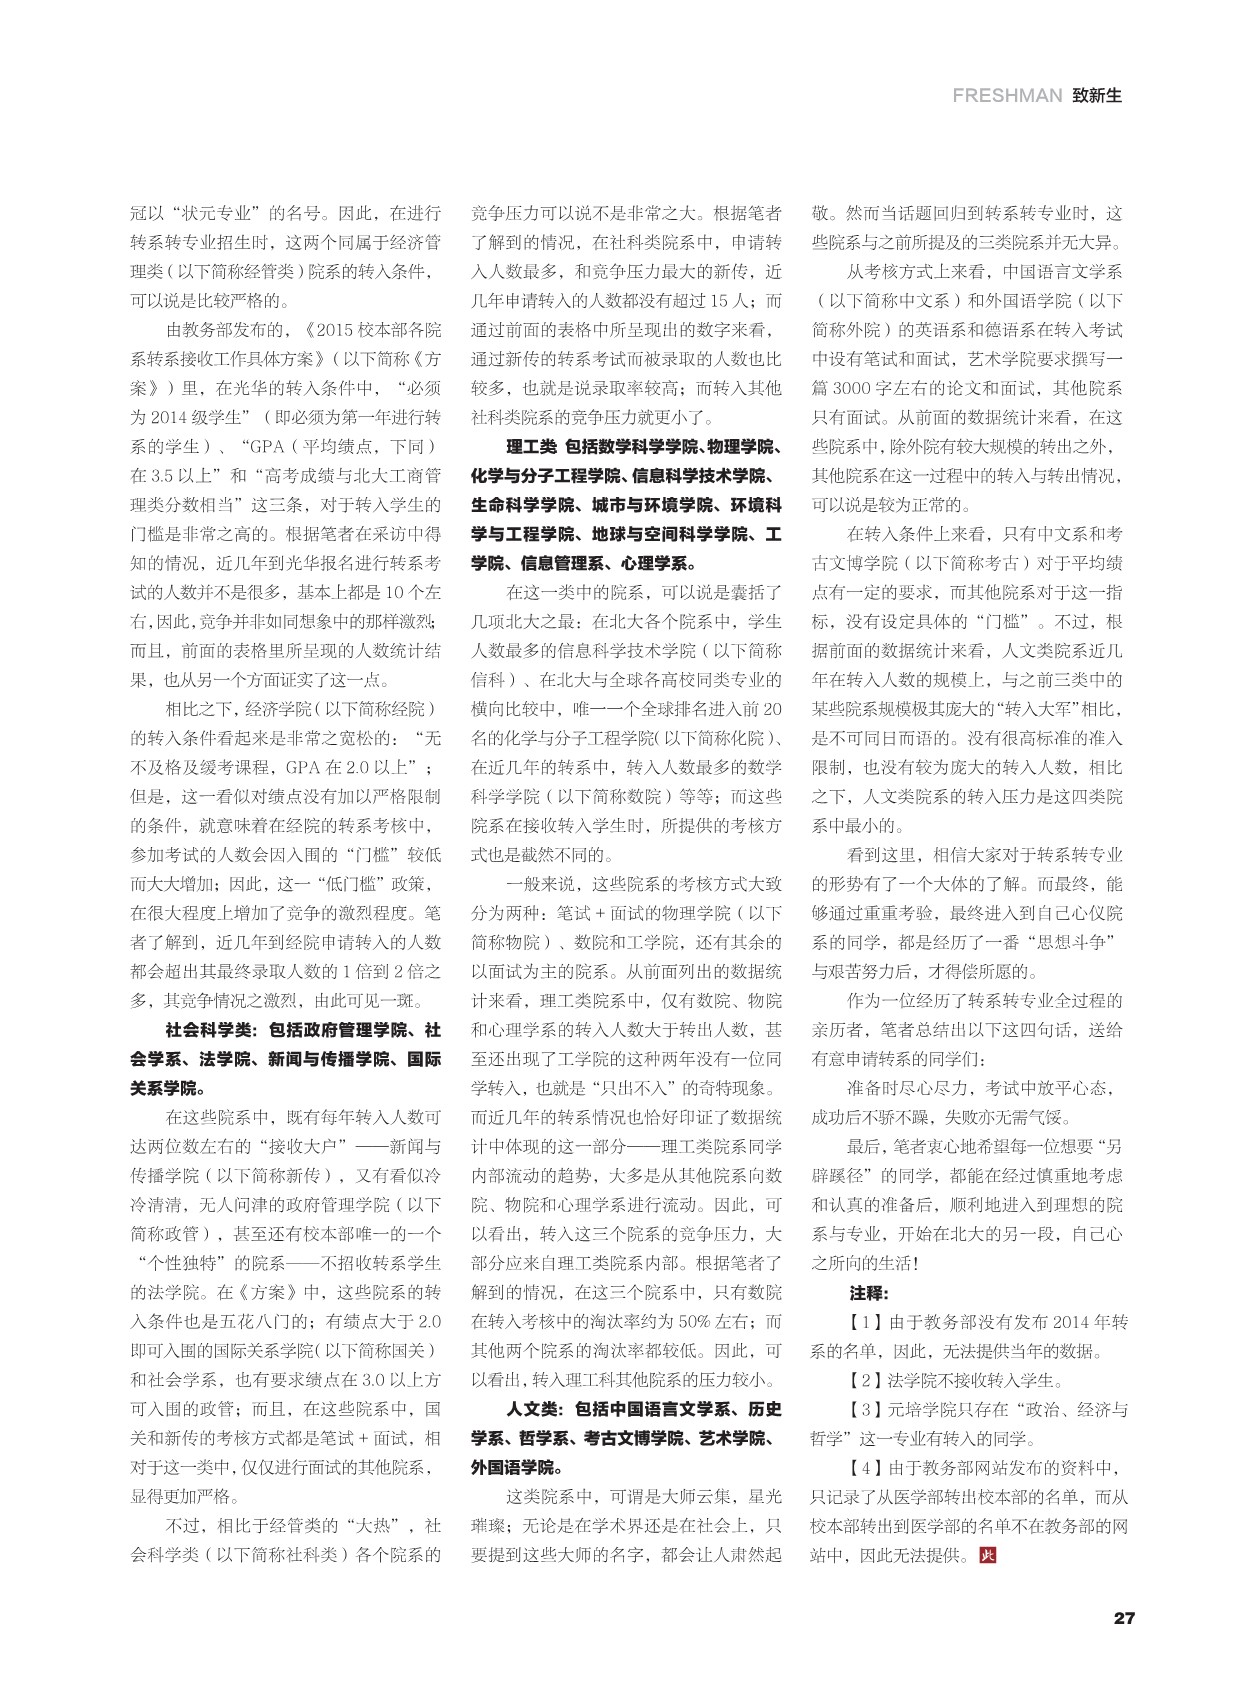 FRESHMAN 致新生
冠以“状元专业”的名号。因此，在进行
转系转专业招生时，这两个同属于经济管
理类（以下简称经管类）院系的转入条件，
可以说是比较严格的。
由教务部发布的，《2015 校本部各院
系转系接收工作具体方案》（以下简称《方
案》）里，在光华的转入条件中，“必须
为 2014 级学生”（即必须为第一年进行转
系的学生）、“GPA（平均绩点，下同）
在 3.5 以上”和“高考成绩与北大工商管
理类分数相当”这三条，对于转入学生的
门槛是非常之高的。根据笔者在采访中得
知的情况，近几年到光华报名进行转系考
试的人数并不是很多，基本上都是 10 个左
右，因此，竞争并非如同想象中的那样激烈；
而且，前面的表格里所呈现的人数统计结
果，也从另一个方面证实了这一点。
相比之下，经济学院（以下简称经院）
的转入条件看起来是非常之宽松的：“无
不及格及缓考课程，GPA 在 2.0 以上”；
但是，这一看似对绩点没有加以严格限制
的条件，就意味着在经院的转系考核中，
参加考试的人数会因入围的“门槛”较低
而大大增加；因此，这一“低门槛”政策，
在很大程度上增加了竞争的激烈程度。笔
者了解到，近几年到经院申请转入的人数
都会超出其最终录取人数的 1 倍到 2 倍之
多，其竞争情况之激烈，由此可见一斑。
社会科学类：包括政府管理学院、社
会学系、法学院、新闻与传播学院、国际
关系学院。
在这些院系中，既有每年转入人数可
达两位数左右的“接收大户”——新闻与
传播学院（以下简称新传），又有看似冷
冷清清，无人问津的政府管理学院（以下
简称政管），甚至还有校本部唯一的一个
“个性独特”的院系——不招收转系学生
的法学院。在《方案》中，这些院系的转
入条件也是五花八门的；有绩点大于 2.0
即可入围的国际关系学院（以下简称国关）
和社会学系，也有要求绩点在 3.0 以上方
可入围的政管；而且，在这些院系中，国
关和新传的考核方式都是笔试 + 面试，相
对于这一类中，仅仅进行面试的其他院系，
显得更加严格。
不过，相比于经管类的“大热”，社
会科学类（以下简称社科类）各个院系的
竞争压力可以说不是非常之大。根据笔者
了解到的情况，在社科类院系中，申请转
入人数最多，和竞争压力最大的新传，近
几年申请转入的人数都没有超过 15 人；而
通过前面的表格中所呈现出的数字来看，
通过新传的转系考试而被录取的人数也比
较多，也就是说录取率较高；而转入其他
社科类院系的竞争压力就更小了。
理工类 包括数学科学学院、物理学院、
化学与分子工程学院、信息科学技术学院、
生命科学学院、城市与环境学院、环境科
学与工程学院、地球与空间科学学院、工
学院、信息管理系、心理学系。
在这一类中的院系，可以说是囊括了
几项北大之最：在北大各个院系中，学生
人数最多的信息科学技术学院（以下简称
信科）、在北大与全球各高校同类专业的
横向比较中，唯一一个全球排名进入前 20
名的化学与分子工程学院（以下简称化院）、
在近几年的转系中，转入人数最多的数学
科学学院（以下简称数院）等等；而这些
院系在接收转入学生时，所提供的考核方
式也是截然不同的。
一般来说，这些院系的考核方式大致
分为两种：笔试 + 面试的物理学院（以下
简称物院）、数院和工学院，还有其余的
以面试为主的院系。从前面列出的数据统
计来看，理工类院系中，仅有数院、物院
和心理学系的转入人数大于转出人数，甚
至还出现了工学院的这种两年没有一位同
学转入，也就是“只出不入”的奇特现象。
而近几年的转系情况也恰好印证了数据统
计中体现的这一部分——理工类院系同学
内部流动的趋势，大多是从其他院系向数
院、物院和心理学系进行流动。因此，可
以看出，转入这三个院系的竞争压力，大
部分应来自理工类院系内部。根据笔者了
解到的情况，在这三个院系中，只有数院
在转入考核中的淘汰率约为 50% 左右；而
其他两个院系的淘汰率都较低。因此，可
以看出，转入理工科其他院系的压力较小。
人文类：包括中国语言文学系、历史
学系、哲学系、考古文博学院、艺术学院、
外国语学院。
这类院系中，可谓是大师云集，星光
璀璨；无论是在学术界还是在社会上，只
要提到这些大师的名字，都会让人肃然起
敬。然而当话题回归到转系转专业时，这
些院系与之前所提及的三类院系并无大异。
从考核方式上来看，中国语言文学系
（以下简称中文系）和外国语学院（以下
简称外院）的英语系和德语系在转入考试
中设有笔试和面试，艺术学院要求撰写一
篇 3000 字左右的论文和面试，其他院系
只有面试。从前面的数据统计来看，在这
些院系中，除外院有较大规模的转出之外，
其他院系在这一过程中的转入与转出情况，
可以说是较为正常的。
在转入条件上来看，只有中文系和考
古文博学院（以下简称考古）对于平均绩
点有一定的要求，而其他院系对于这一指
标，没有设定具体的“门槛”。不过，根
据前面的数据统计来看，人文类院系近几
年在转入人数的规模上，与之前三类中的
某些院系规模极其庞大的“转入大军”相比，
是不可同日而语的。没有很高标准的准入
限制，也没有较为庞大的转入人数，相比
之下，人文类院系的转入压力是这四类院
系中最小的。
看到这里，相信大家对于转系转专业
的形势有了一个大体的了解。而最终，能
够通过重重考验，最终进入到自己心仪院
系的同学，都是经历了一番“思想斗争”
与艰苦努力后，才得偿所愿的。
作为一位经历了转系转专业全过程的
亲历者，笔者总结出以下这四句话，送给
有意申请转系的同学们：
准备时尽心尽力，考试中放平心态，
成功后不骄不躁，失败亦无需气馁。
最后，笔者衷心地希望每一位想要“另
辟蹊径”的同学，都能在经过慎重地考虑
和认真的准备后，顺利地进入到理想的院
系与专业，开始在北大的另一段，自己心
之所向的生活！
注释：
【1】由于教务部没有发布 2014 年转
系的名单，因此，无法提供当年的数据。
【2】法学院不接收转入学生。
【3】元培学院只存在“政治、经济与
哲学”这一专业有转入的同学。
【4】由于教务部网站发布的资料中，
只记录了从医学部转出校本部的名单，而从
校本部转出到医学部的名单不在教务部的网
站中，因此无法提供。此
27